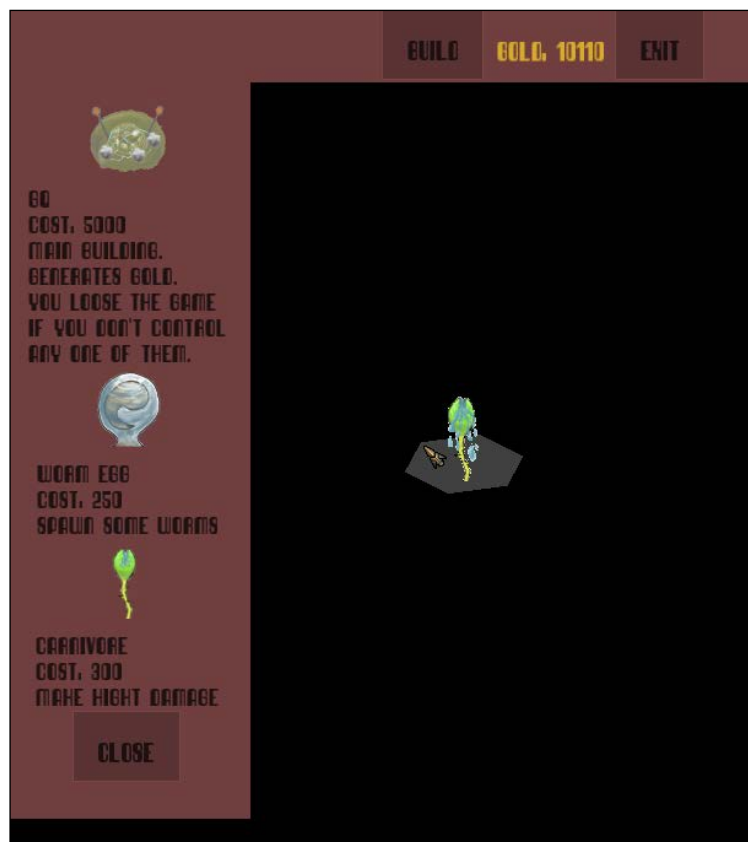 BUILD
GOLD: 10110
EXIT
GQ
COST: 5000
MAIN BUILDING.
GENERATES GOLD.
YOU LOOSE THE GAME
IF YOU DON'T CONTROL
ANY ONE OF THEM.
WORM EGG
COST: 250
SPAWN SOME WORMS
CARNIVORE
COST: 300
MAKE HIGHT DAMAGE
CLOSE